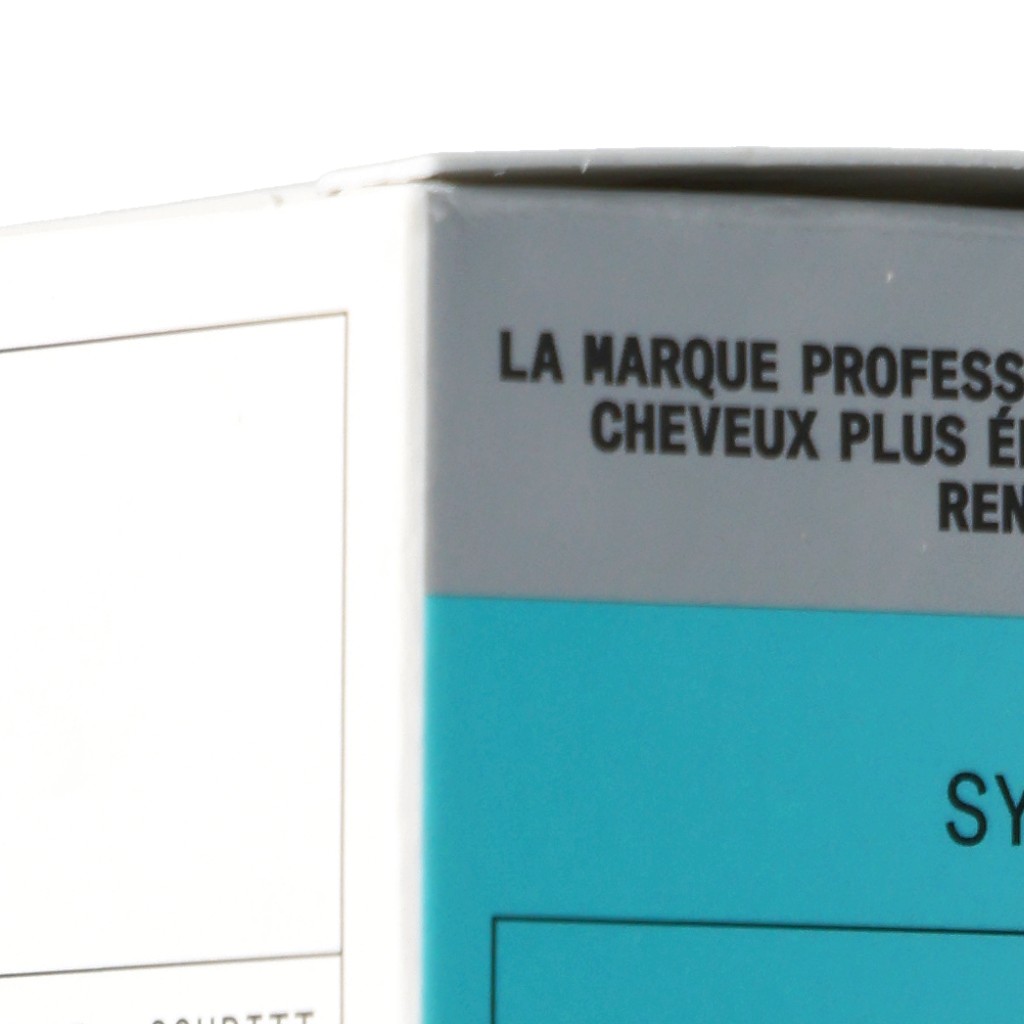 LA MARQUE PROFESS
CHEVEUX PLUS É
REN
SY